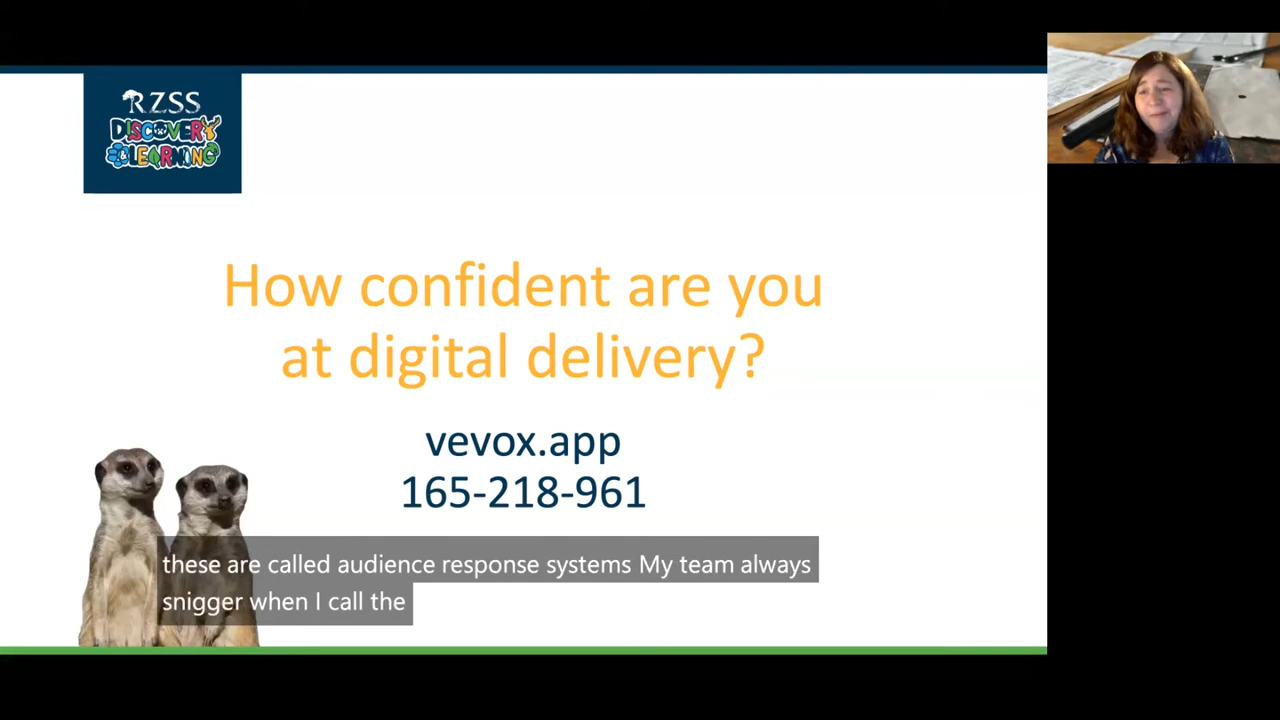 RZSS
DISCOVERY
& LEARNING
How confident are you
at digital delivery?
vevox.app
165-218-961
these are called audience response systems My team always
snigger when I call the